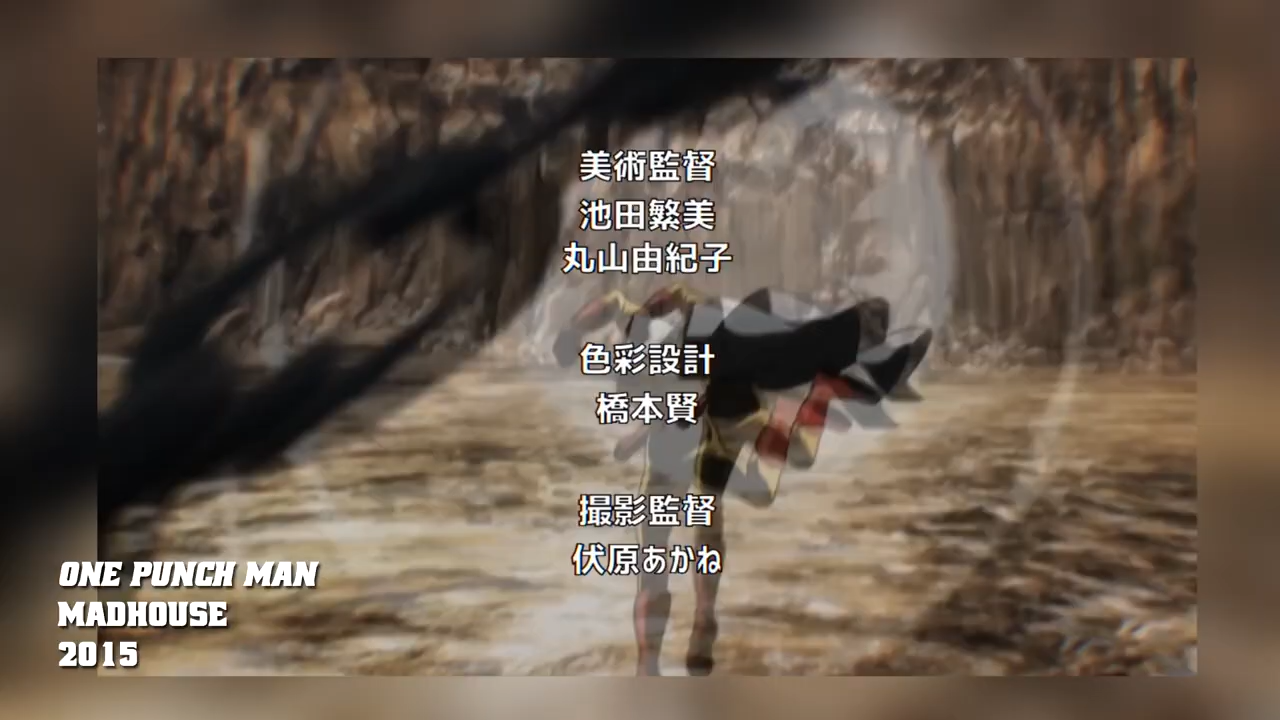 美術監督
池田繁美
丸山由紀子
色彩設計
橋本賢
撮影監督
伏原あかね
ONE PUNCH MAN
MADHOUSE
2015